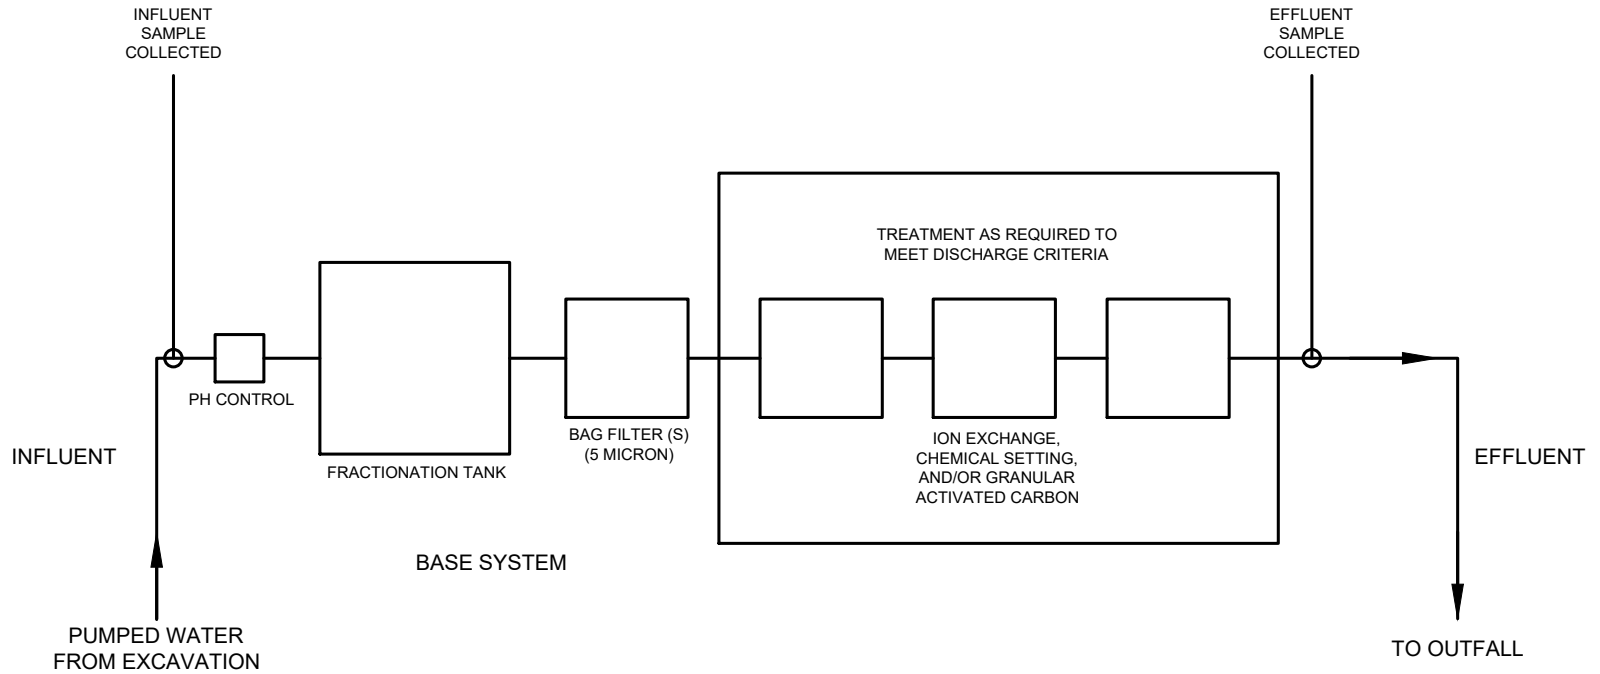 INFLUENT
SAMPLE
COLLECTED
EFFLUENT
SAMPLE
COLLECTED
TREATMENT AS REQUIRED TO
MEET DISCHARGE CRITERIA
PH CONTROL
FRACTIONATION TANK
BAG FILTER (S)
(5 MICRON)
ION EXCHANGE,
CHEMICAL SETTING,
AND/OR GRANULAR
ACTIVATED CARBON
INFLUENT
EFFLUENT
BASE SYSTEM
PUMPED WATER
FROM EXCAVATION
TO OUTFALL